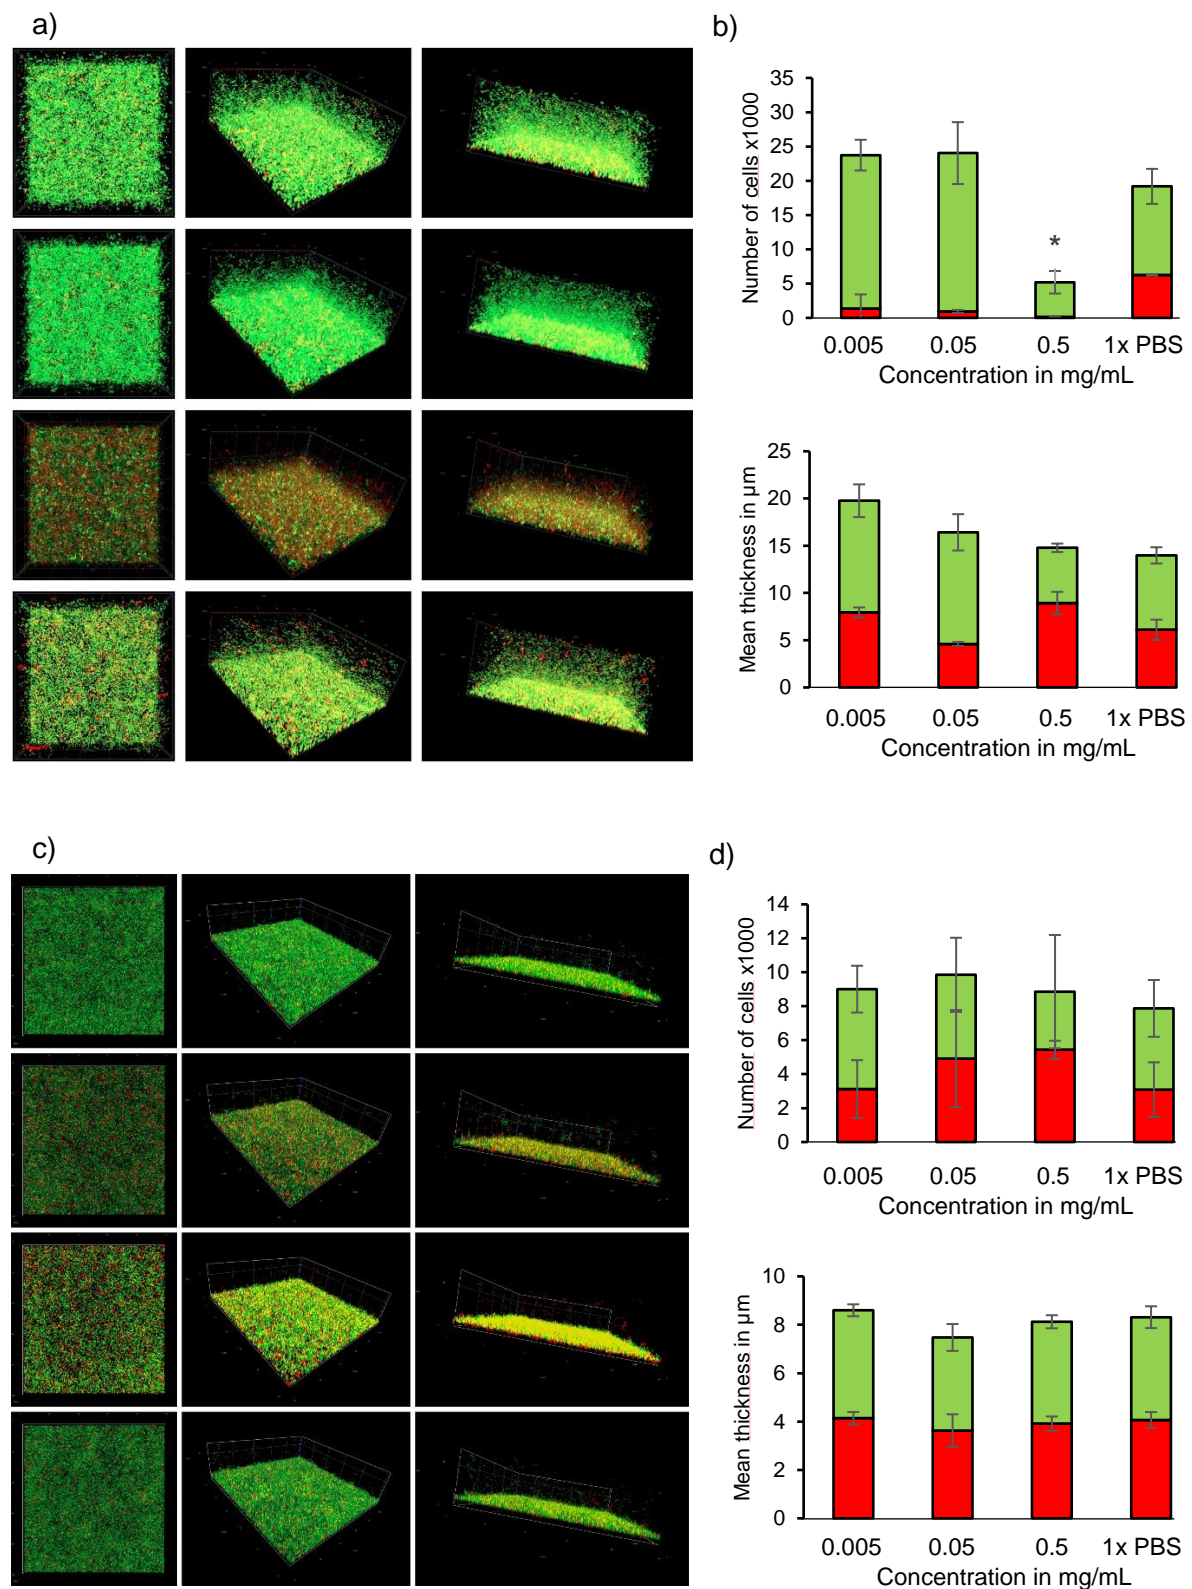 a)
b)
Number of cells x1000
35
30
25
20
15
10
5
0
*
0.005 0.05 0.5 1x PBS
Concentration in mg/mL
Mean thickness in µm
25
20
15
10
5
0
0.005 0.05 0.5 1x PBS
Concentration in mg/mL
c)
d)
Number of cells x1000
14
12
10
8
6
4
2
0
0.005 0.05 0.5 1x PBS
Concentration in mg/mL
Mean thickness in µm
10
8
6
4
2
0
0.005 0.05 0.5 1x PBS
Concentration in mg/mL